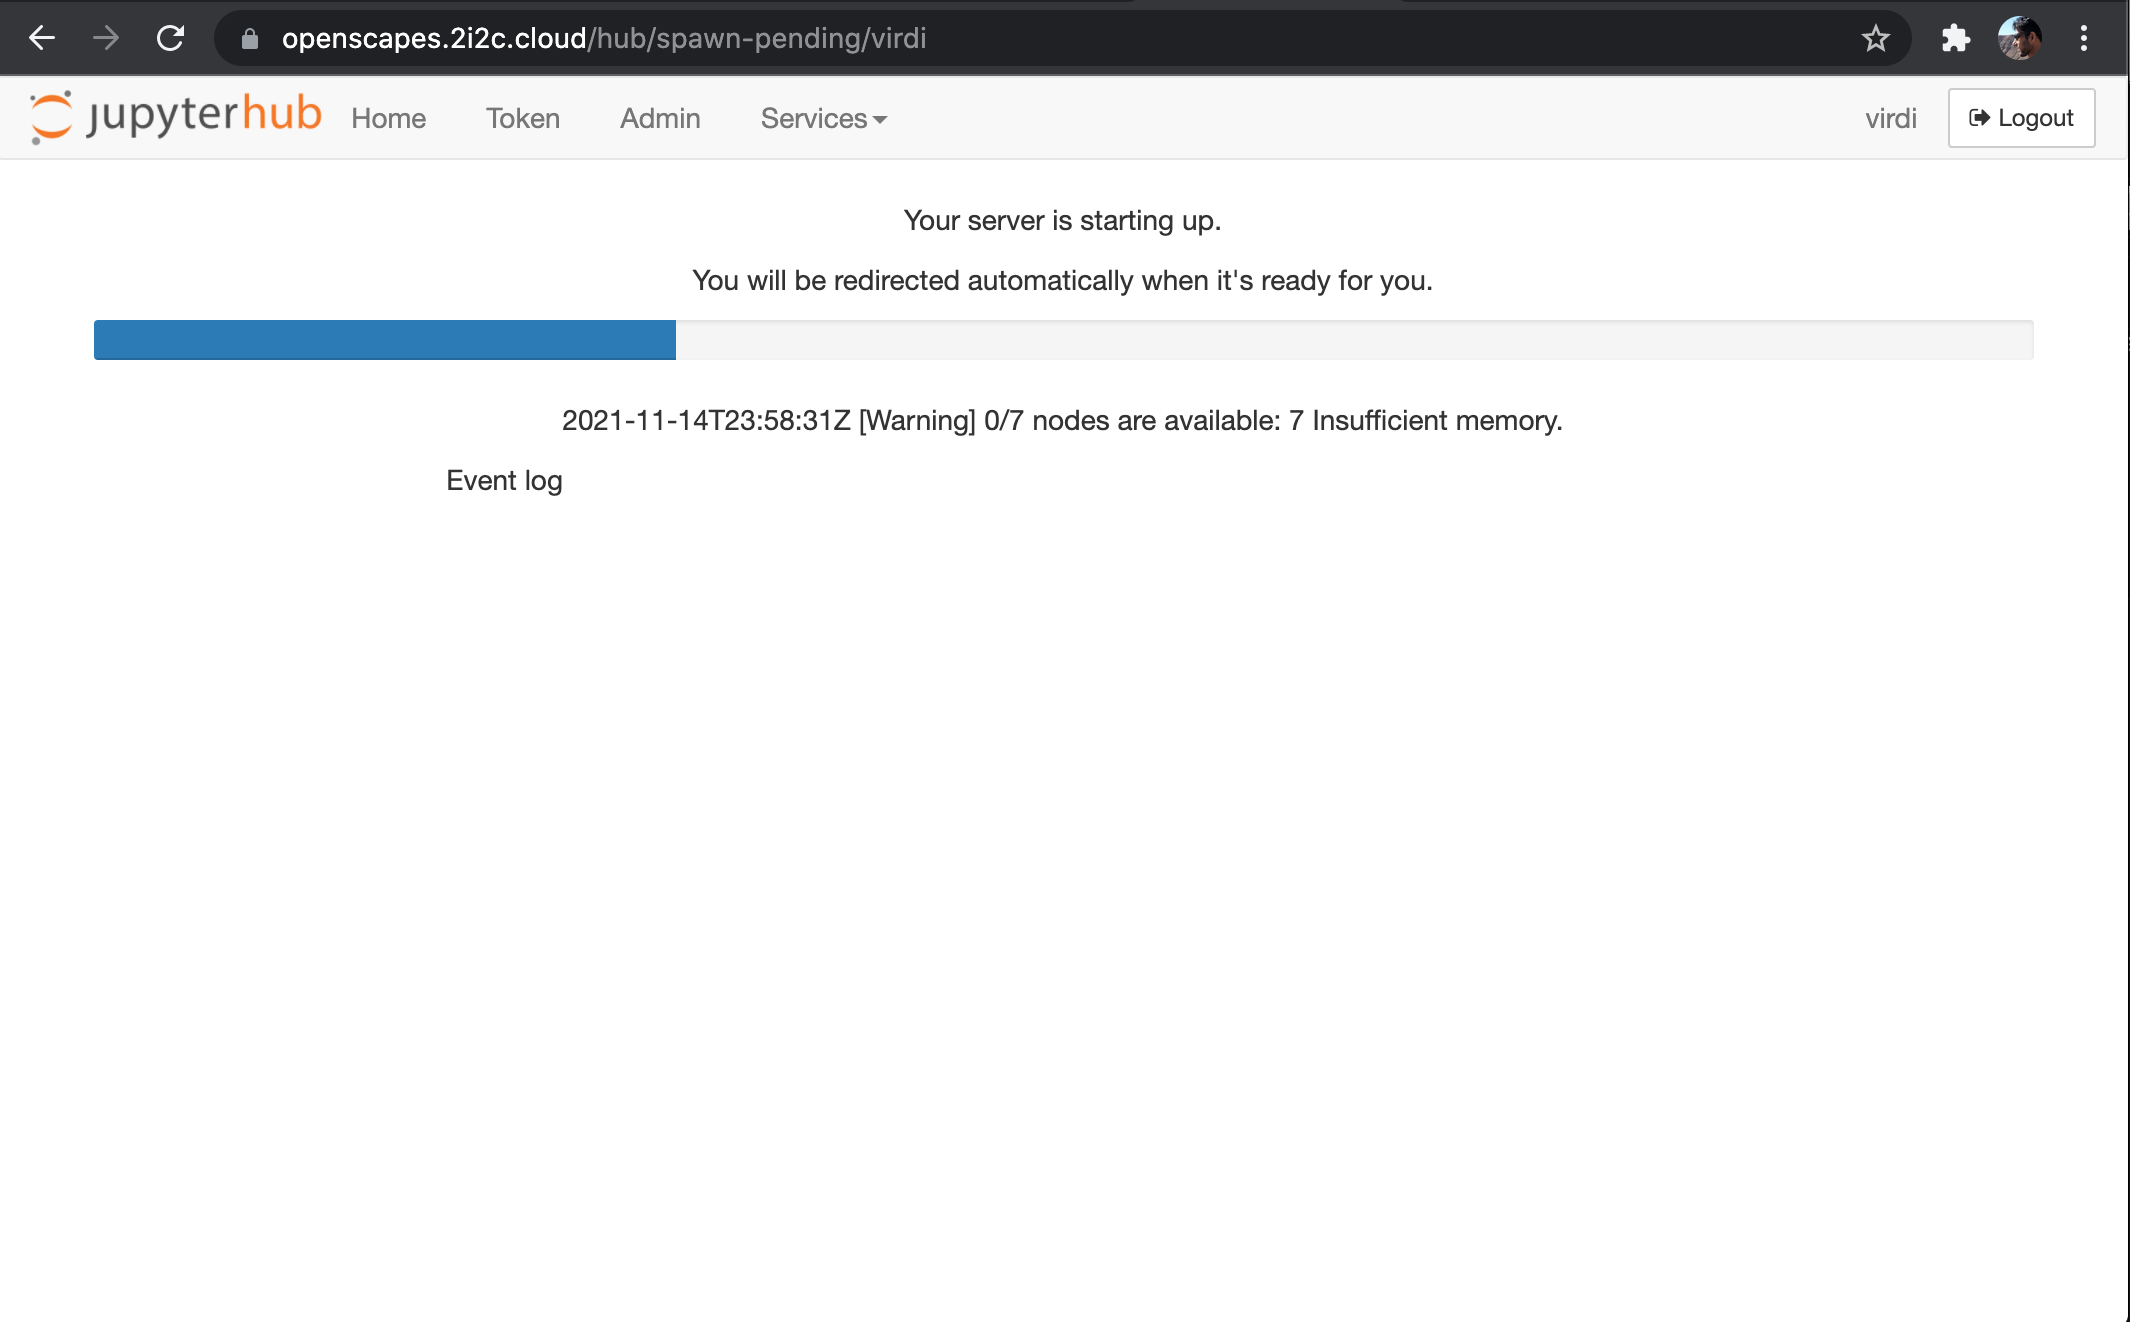 openscapes.2i2c.cloud/hub/spawn-pending/virdi
jupyterhub Home Token Admin Services virdi Logout
Your server is starting up.
You will be redirected automatically when it's ready for you.
2021-11-14T23:58:31Z [Warning] 0/7 nodes are available: 7 Insufficient memory.
Event log